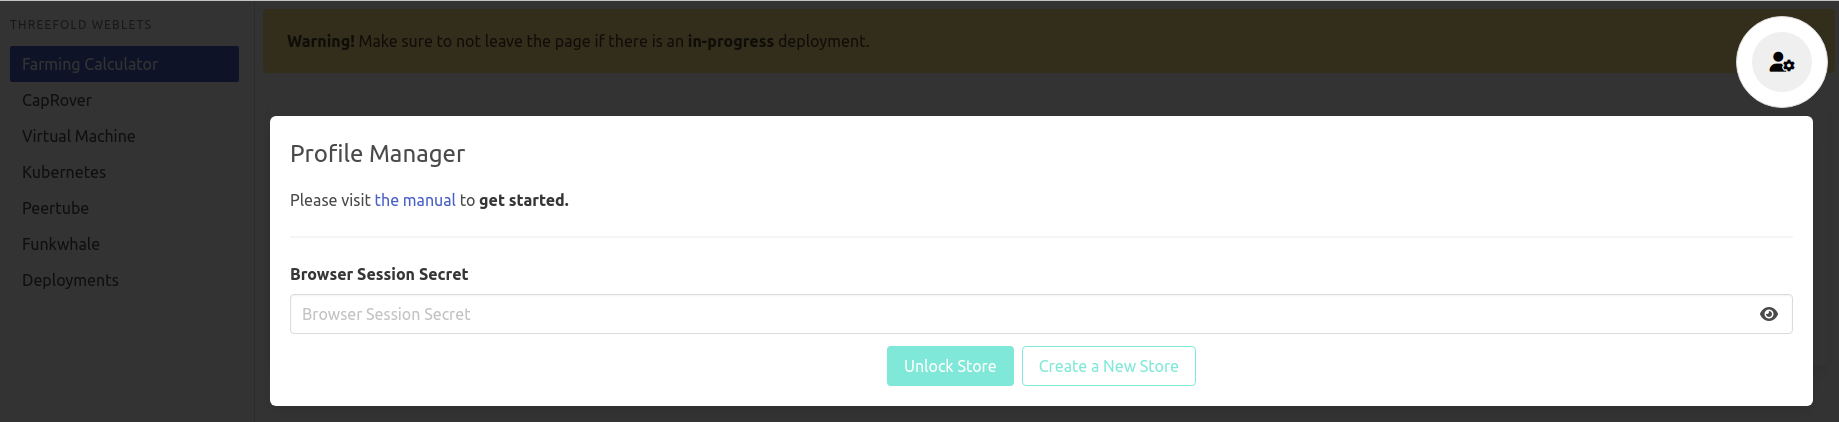 THREEFOLD WEBLETS
Farming Calculator
CapRover
Virtual Machine
Kubernetes
Peertube
Funkwhale
Deployments
Warning! Make sure to not leave the page if there is an in-progress deployment.
Profile Manager
Please visit the manual to get started.
Browser Session Secret
Browser Session Secret
Unlock Store
Create a New Store